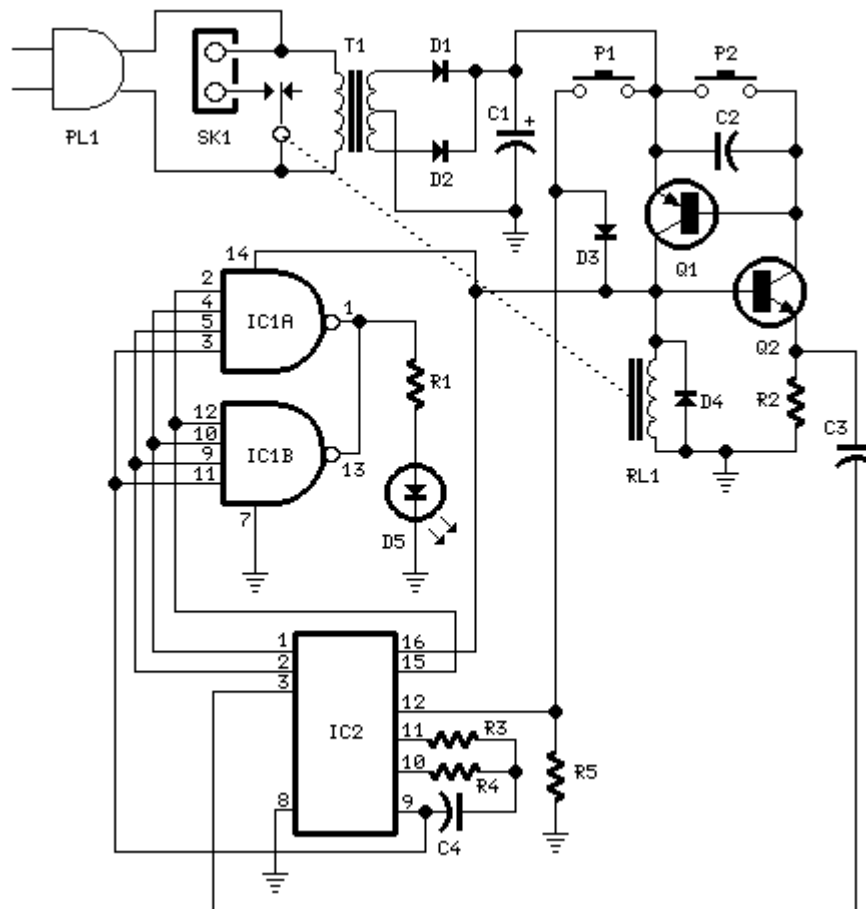 T1
D1
P1
P2
C1
+
C2
PL1
SK1
D2
14
D3
Q1
2
4
5
3
IC1A
1
Q2
R1
D4
R2
C3
12
10
9
11
IC1B
13
RL1
7
D5
1
2
3
16
15
12
IC2
11
R3
10
R4
R5
8
9
C4